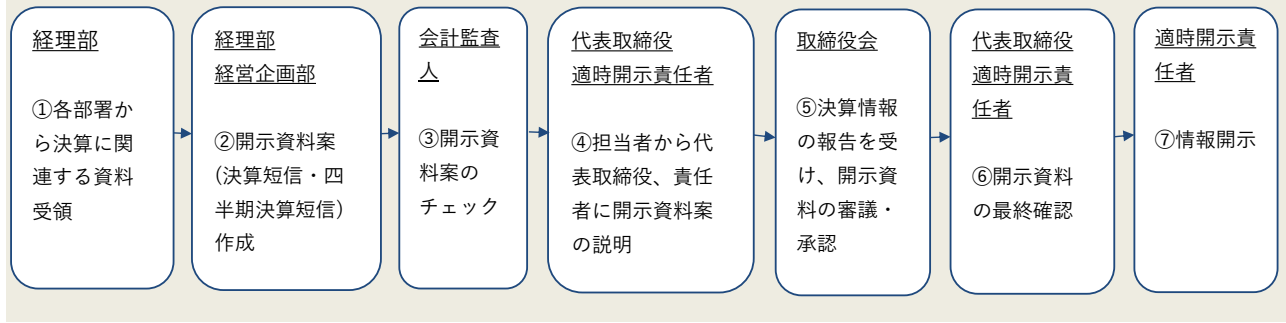 経理部
①各部署か
ら決算に関
連する資料
受領
経理部
経営企画部
②開示資料案
(決算短信・四
半期決算短信)
作成
会計監査
人
③開示資
料案の
チェック
代表取締役
適時開示責任者
④担当者から代
表取締役、責任
者に開示資料案
の説明
取締役会
⑤決算情報
の報告を受
け、開示資
料の審議・
承認
代表取締役
適時開示責
任者
⑥開示資料
の最終確認
適時開示責
任者
⑦情報開示